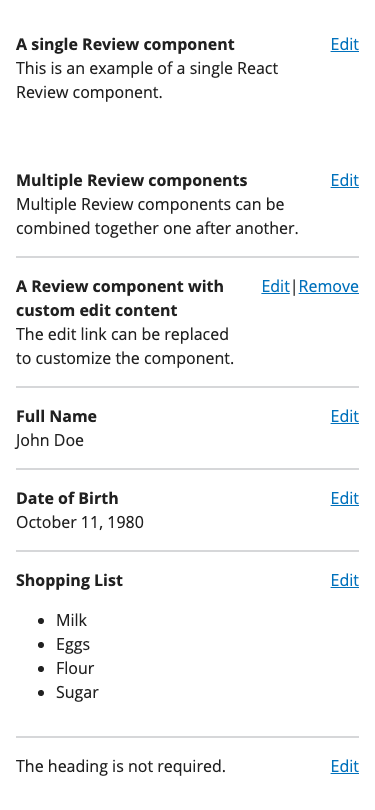 A single Review component Edit
This is an example of a single React
Review component.
Multiple Review components Edit
Multiple Review components can be
combined together one after another.
A Review component with Edit|Remove
custom edit content
The edit link can be replaced
to customize the component.
Full Name Edit
John Doe
Date of Birth Edit
October 11, 1980
Shopping List Edit
• Milk
• Eggs
• Flour
• Sugar
The heading is not required. Edit